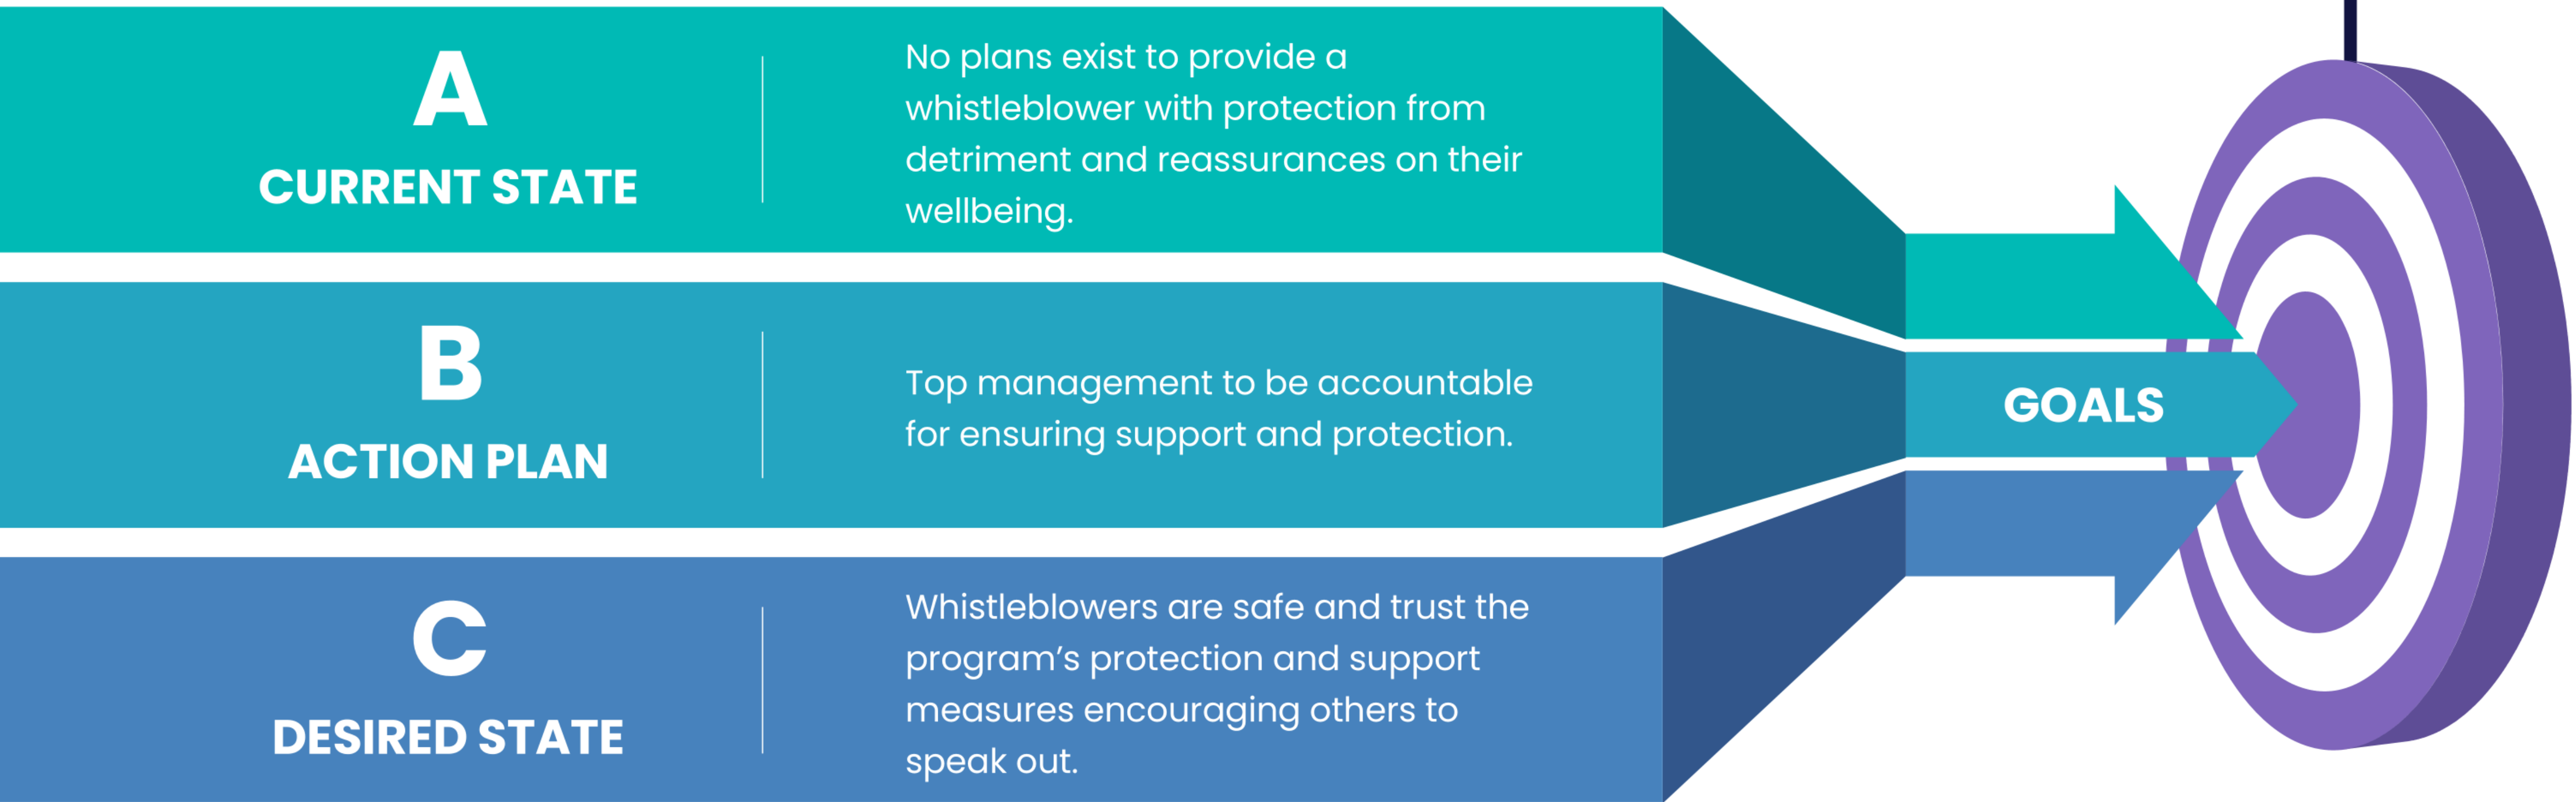 A
CURRENT STATE
No plans exist to provide a
whistleblower with protection from
detriment and reassurances on their
wellbeing.
B
ACTION PLAN
Top management to be accountable
for ensuring support and protection.
GOALS
C
DESIRED STATE
Whistleblowers are safe and trust the
program’s protection and support
measures encouraging others to
speak out.